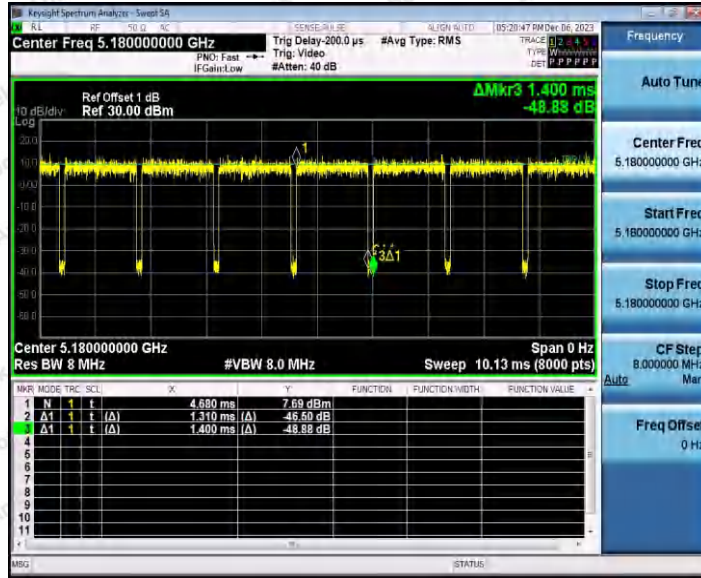 Keysight Spectrum Analyzer - Swept SA
RL RF 50 Ω AC SENSE:PULSE ALIGN AUTO 05:20:47 PM Dec 06, 2023
Center Freq 5.180000000 GHz
PNO: Fast
IFGain:Low
Trig Delay-200.0 µs
Trig: Video
#Atten: 40 dB
#Avg Type: RMS
TRACE 1 2 3 4 5 6
TYPE
DET P P P P P P
Ref Offset 1 dB
Ref 30.00 dBm
10 dB/div
Log
ΔMkr3 1.400 ms
-48.88 dB
20.0
10.0
0.00
-10.0
-20.0
-30.0
-40.0
-50.0
-60.0
1
3Δ1
Center 5.180000000 GHz Span 0 Hz
Res BW 8 MHz #VBW 8.0 MHz Sweep 10.13 ms (8000 pts)
MKR MODE TRC SCL X Y FUNCTION FUNCTION WIDTH FUNCTION VALUE
1 N 1 t 4.680 ms 7.69 dBm
2 Δ1 1 t (Δ) 1.310 ms (Δ) -46.50 dB
3 Δ1 1 t (Δ) 1.400 ms (Δ) -48.88 dB
4
5
6
7
8
9
10
11
MSG STATUS
Frequency
Auto Tune
Center Freq
5.180000000 GHz
Start Freq
5.180000000 GHz
Stop Freq
5.180000000 GHz
CF Step
8.000000 MHz
Auto Man
Freq Offset
0 Hz